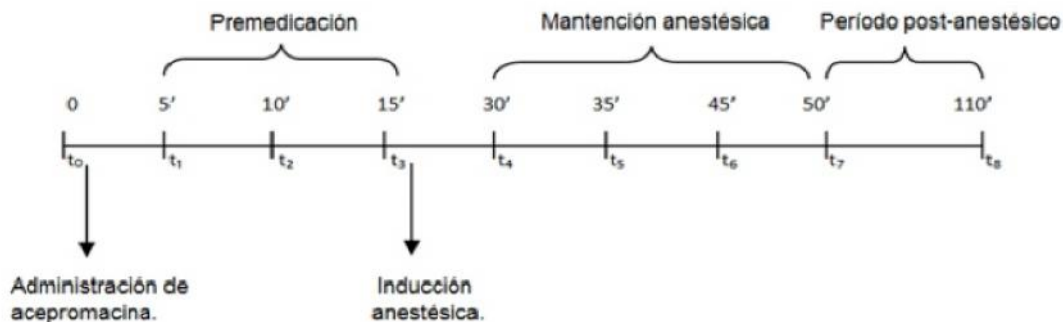 Premedicación Mantención anestésica Período post-anestésico
0 5’ 10’ 15’ 30’ 35’ 45’ 50’ 110’
t₀ t₁ t₂ t₃ t₄ t₅ t₆ t₇ t₈
Administración de Inducción
acepromacina. anestésica.